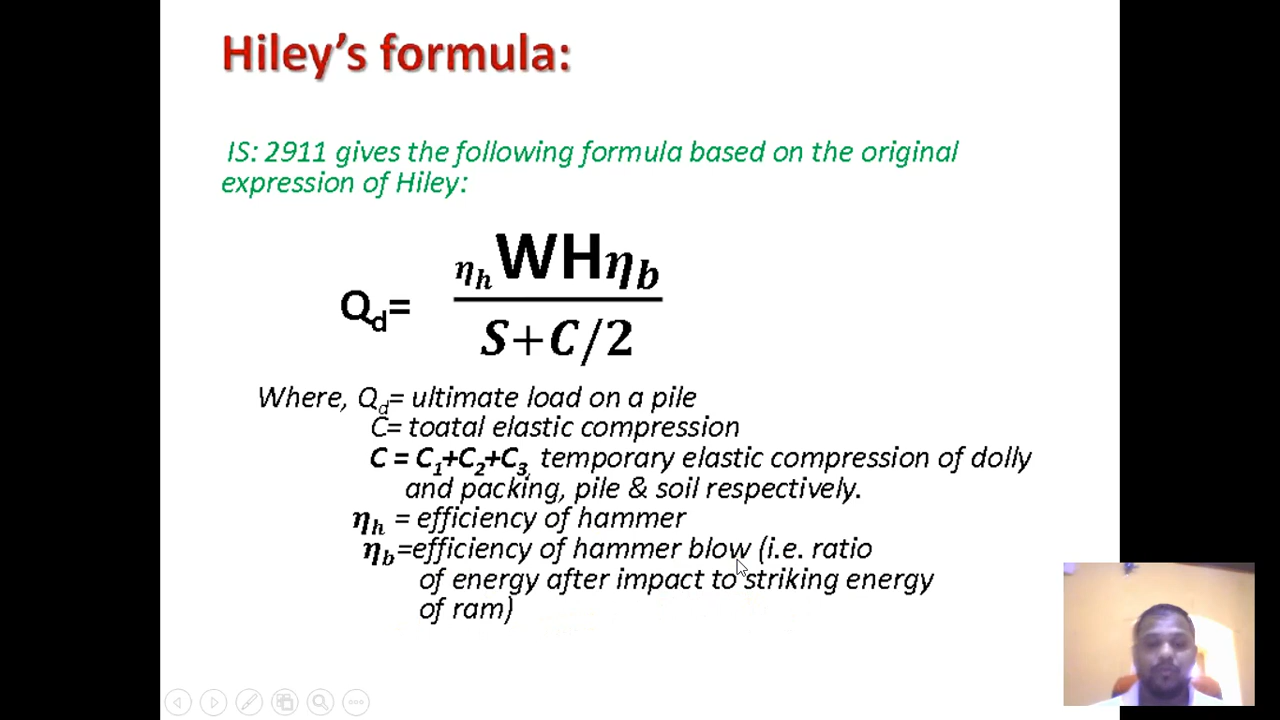 Hiley's formula:
IS: 2911 gives the following formula based on the original
expression of Hiley:
Qd= ηhWHηb
S+C/2
Where, Qd= ultimate load on a pile
C= toatal elastic compression
C = C1+C2+C3, temporary elastic compression of dolly
and packing, pile & soil respectively.
ηh = efficiency of hammer
ηb=efficiency of hammer blow (i.e. ratio
of energy after impact to striking energy
of ram)